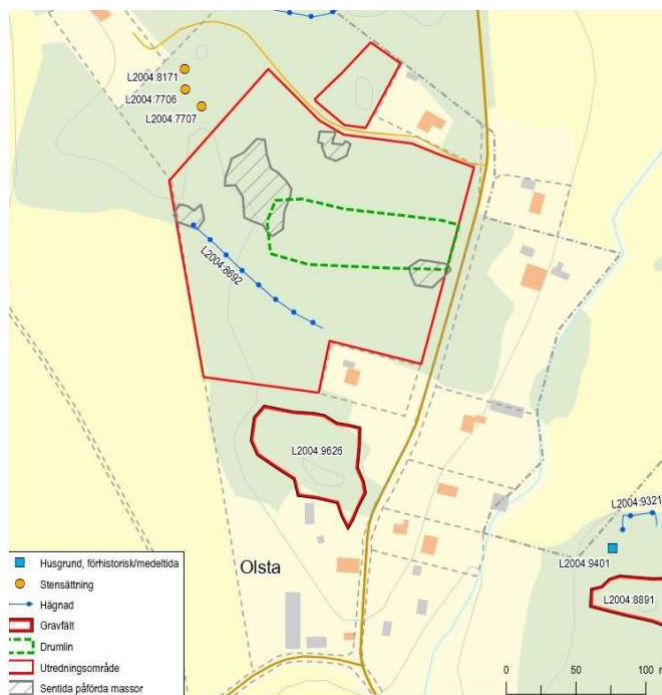 L2004:8171
L2004:7706
L2004:7707
L2004:8692
L2004:9626
L2004:9321
L2004:9401
L2004:8891
Olsta
Husgrund, förhistorisk/medeltida
Stensättning
Hägnad
Gravfält
Drumlin
Utredningsområde
Sentida påförda massor
0 50 100